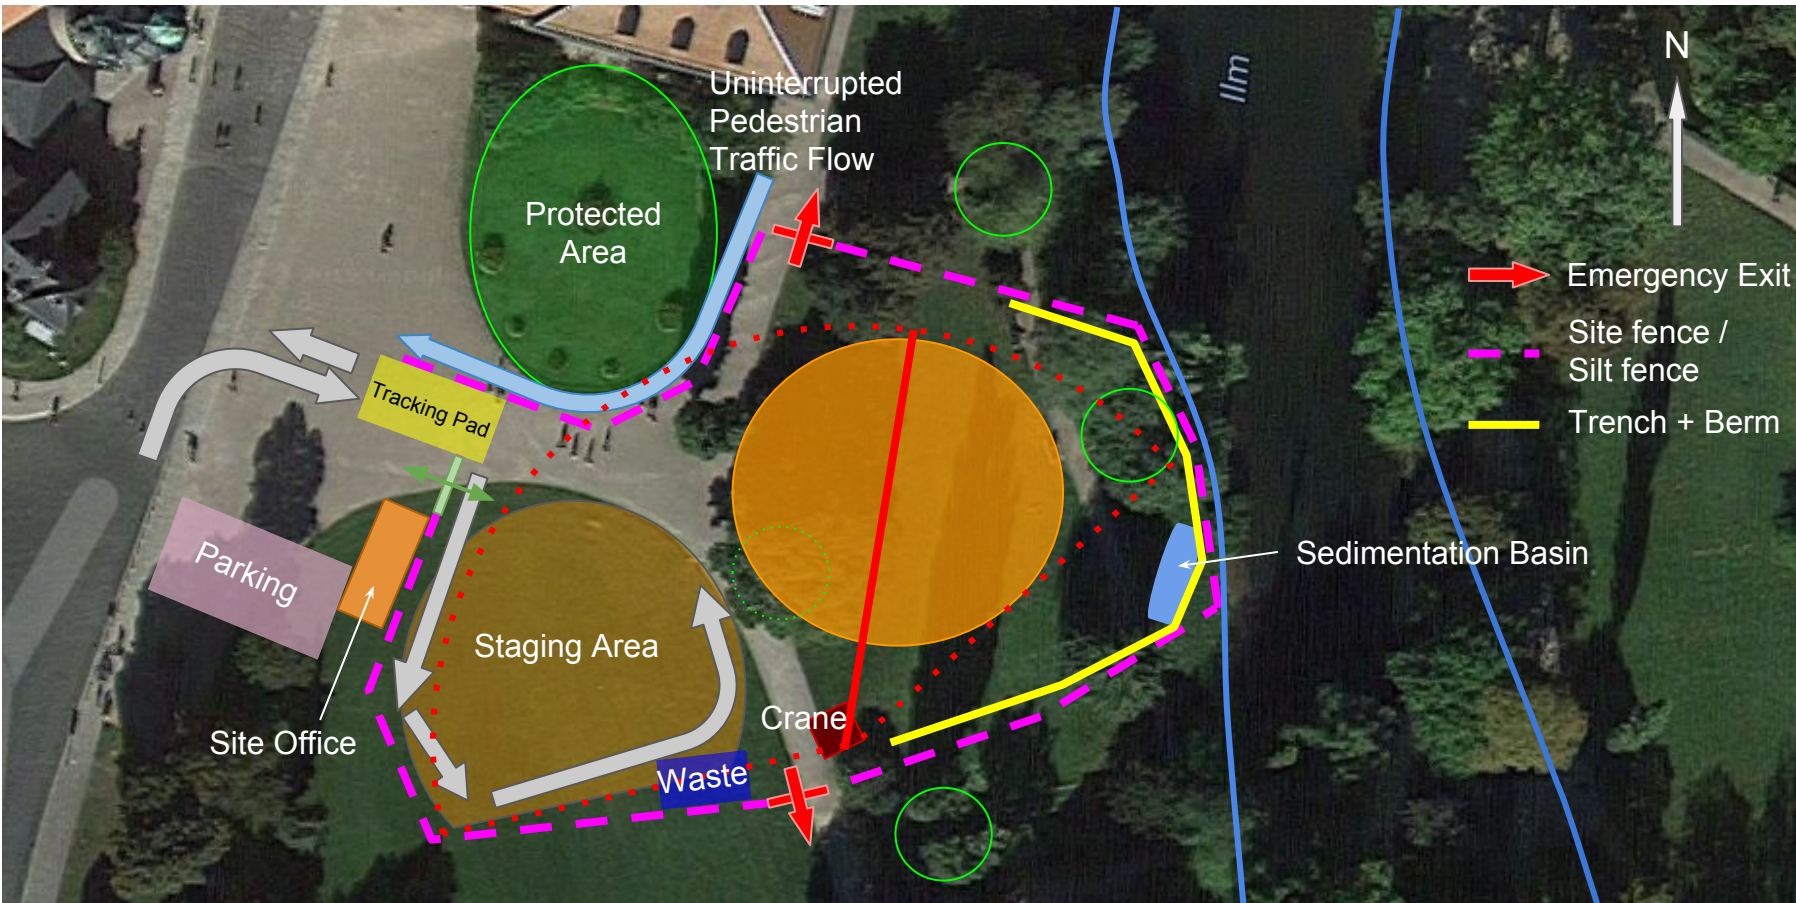 Uninterrupted
Pedestrian
Traffic Flow
Ilm
N
Protected
Area
Emergency Exit
Site fence /
Silt fence
Tracking Pad
Trench + Berm
Parking
Sedimentation Basin
Staging Area
Site Office
Crane
Waste